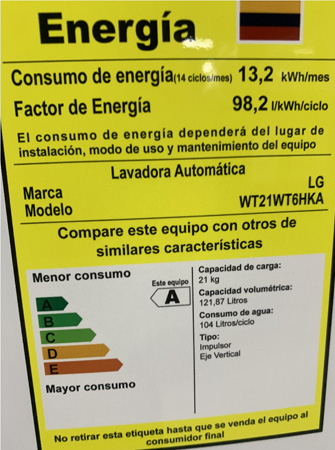 Energía
Consumo de energía(14 ciclos/mes) 13,2 kWh/mes
Factor de Energía 98,2 l/kWh/ciclo
El consumo de energía dependerá del lugar de
instalación, modo de uso y mantenimiento del equipo
Lavadora Automática
Marca LG
Modelo WT21WT6HKA
Compare este equipo con otros de
similares características
Menor consumo
A
B
C
D
E
Mayor consumo
Este equipo
A
Capacidad de carga:
21 kg
Capacidad volumétrica:
121,87 Litros
Consumo de agua:
104 Litros/ciclo
Tipo:
Impulsor
Eje Vertical
No retirar esta etiqueta hasta que se venda el equipo al
consumidor final